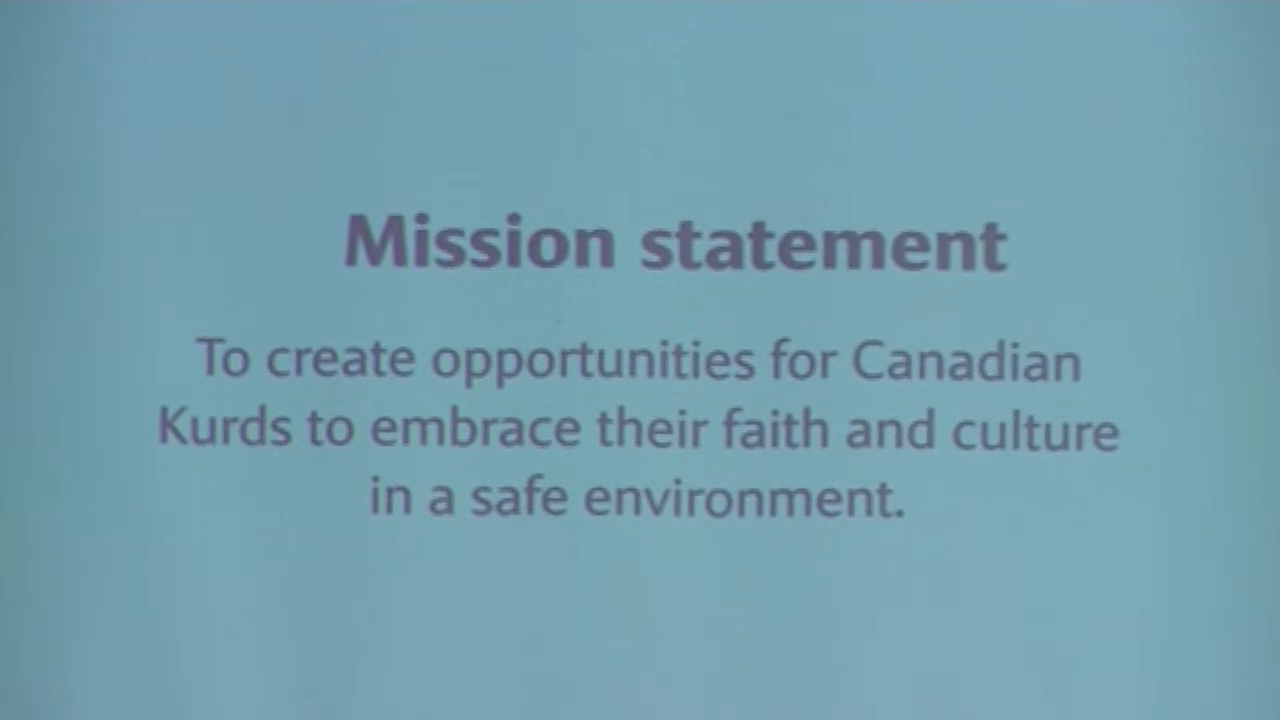 Mission statement
To create opportunities for Canadian
Kurds to embrace their faith and culture
in a safe environment.